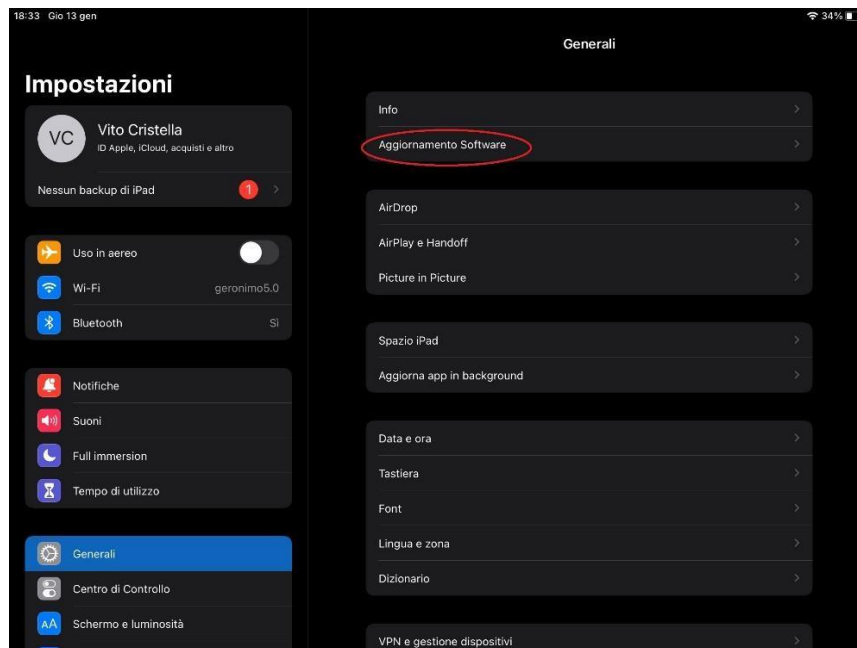 18:33 Gio 13 gen
34%
Impostazioni
VC
Vito Cristella
ID Apple, iCloud, acquisti e altro
Nessun backup di iPad
1
Uso in aereo
Wi-Fi
geronimo5.0
Bluetooth
Sì
Notifiche
Suoni
Full immersion
Tempo di utilizzo
Generali
Centro di Controllo
AA
Schermo e luminosità
Generali
Info
Aggiornamento Software
AirDrop
AirPlay e Handoff
Picture in Picture
Spazio iPad
Aggiorna app in background
Data e ora
Tastiera
Font
Lingua e zona
Dizionario
VPN e gestione dispositivi